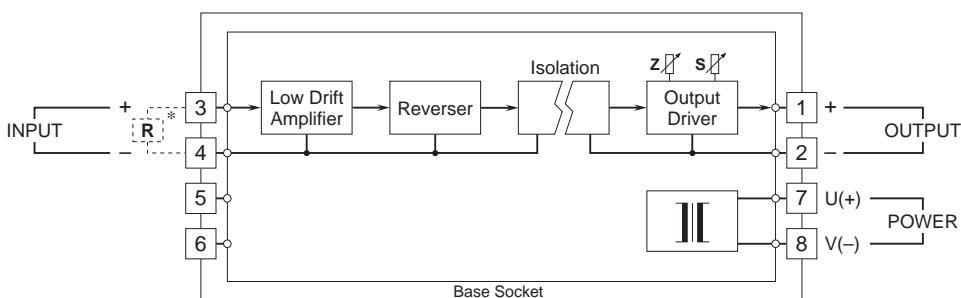 Isolation
Z
S
3
Low Drift
Amplifier
Reverser
Output
Driver
1
+
+
*
INPUT
R
OUTPUT
–
4
2
–
5
7
U(+)
POWER
6
8
V(–)
Base Socket